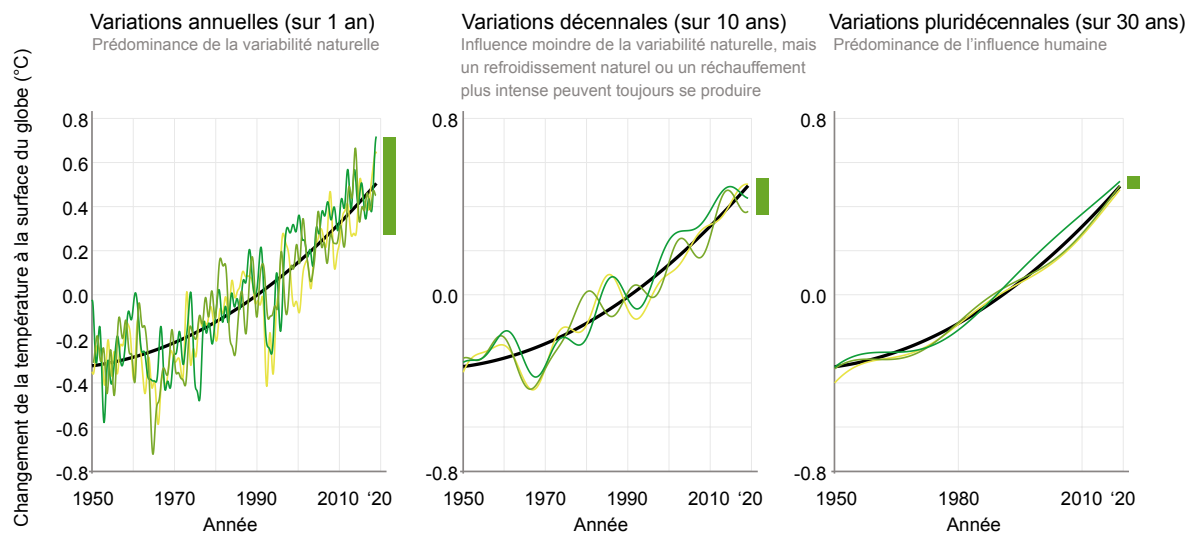 Changement de la température à la surface du globe (°C)
Variations annuelles (sur 1 an)
Prédominance de la variabilité naturelle
0.8
0.6
0.4
0.2
0.0
-0.2
-0.4
-0.6
-0.8
1950 1970 1990 2010 ‘20
Année
Variations décennales (sur 10 ans)
Influence moindre de la variabilité naturelle, mais
un refroidissement naturel ou un réchauffement
plus intense peuvent toujours se produire
0.8
0.0
-0.8
1950 1970 1990 2010 ‘20
Année
Variations pluridécennales (sur 30 ans)
Prédominance de l’influence humaine
0.8
0.0
-0.8
1950 1980 2010 ‘20
Année